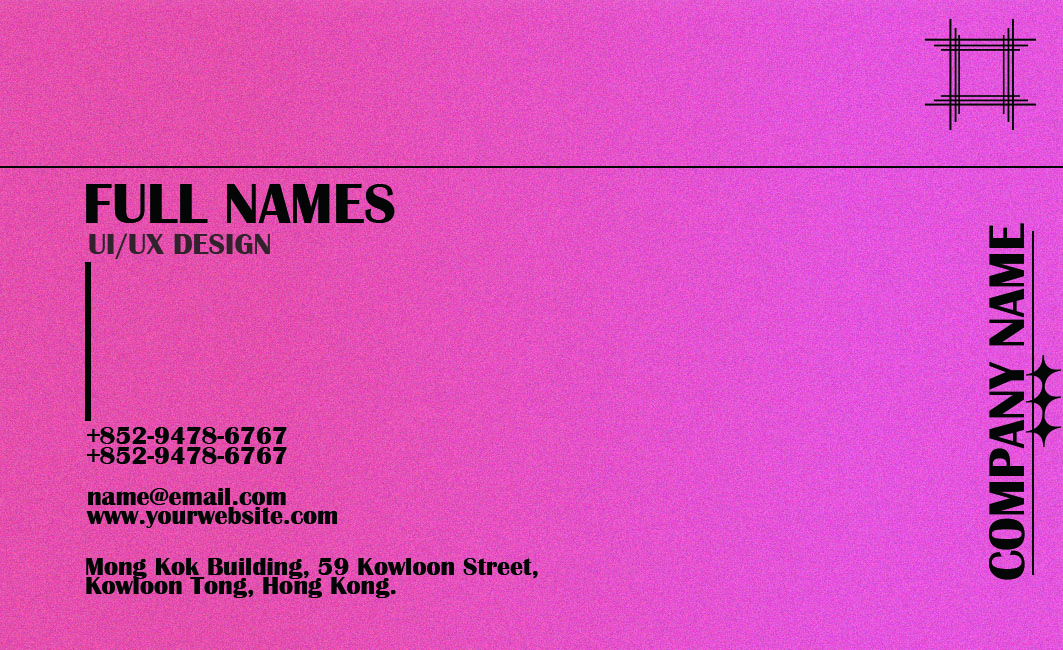 FULL NAMES
UI/UX DESIGN
+852-9478-6767
+852-9478-6767
name@email.com
www.yourwebsite.com
Mong Kok Building, 59 Kowloon Street,
Kowloon Tong, Hong Kong.
COMPANY NAME